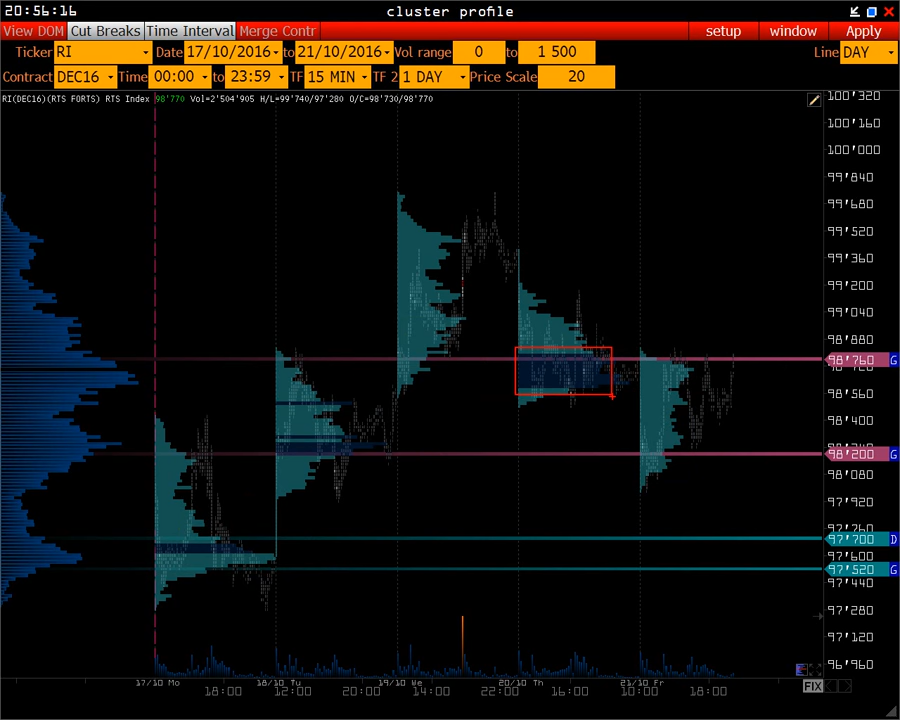 20:56:16 cluster profile
View DOM Cut Breaks Time Interval Merge Contr setup window Apply
Ticker RI Date 17/10/2016 to 21/10/2016 Vol range 0 to 1 500 Line DAY
Contract DEC16 Time 00:00 to 23:59 TF 15 MIN TF 2 1 DAY Price Scale 20
RI(DEC16)(RTS FORTS) RTS Index 98'770 Vol=2'504'905 H/L=99'740/97'280 O/C=98'730/98'770
100'320
100'160
100'000
99'840
99'680
99'520
99'360
99'200
99'040
98'880
98'760 G
98'560
98'400
98'200 G
98'080
97'920
97'760
97'700 D
97'600
97'520 G
97'440
97'280
97'120
96'960
17/10 Mo 18/10 Tu 19/10 We 20/10 Th 21/10 Fr
18:00 12:00 20:00 14:00 22:00 16:00 10:00 18:00
FIX